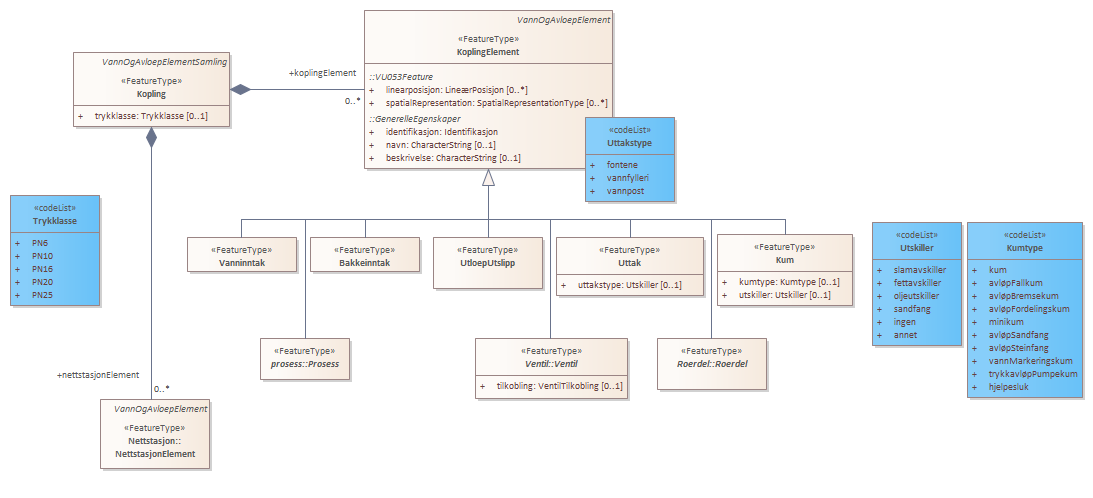 VannOgAvloepElementSamling
«FeatureType»
Kopling
+ trykklasse: Trykklasse [0..1]
+koplingElement
0..*
VannOgAvloepElement
«FeatureType»
KoplingElement
::VU053Feature
+ linearposisjon: LineærPosisjon [0..*]
+ spatialRepresentation: SpatialRepresentationType [0..*]
::GenerelleEgenskaper
+ identifikasjon: Identifikasjon
+ navn: CharacterString [0..1]
+ beskrivelse: CharacterString [0..1]
«codeList»
Uttakstype
+ fontene
+ vannfylleri
+ vannpost
«codeList»
Trykklasse
+ PN6
+ PN10
+ PN16
+ PN20
+ PN25
«FeatureType»
Vanninntak
«FeatureType»
Bakkeinntak
«FeatureType»
UtloepUtslipp
«FeatureType»
Uttak
+ uttakstype: Utskiller [0..1]
«FeatureType»
Kum
+ kumtype: Kumtype [0..1]
+ utskiller: Utskiller [0..1]
«codeList»
Utskiller
+ slamavskiller
+ fettavskiller
+ oljeutskiller
+ sandfang
+ ingen
+ annet
«codeList»
Kumtype
+ kum
+ avløpFallkum
+ avløpBremsekum
+ avløpFordelingskum
+ minikum
+ avløpSandfang
+ avløpSteinfang
+ vannMarkeringskum
+ trykkavløpPumpekum
+ hjelpesluk
«FeatureType»
prosess::Prosess
«FeatureType»
Ventil::Ventil
+ tilkobling: VentilTilkobling [0..1]
«FeatureType»
Roerdel::Roerdel
+nettstasjonElement
0..*
VannOgAvloepElement
«FeatureType»
Nettstasjon::
NettstasjonElement